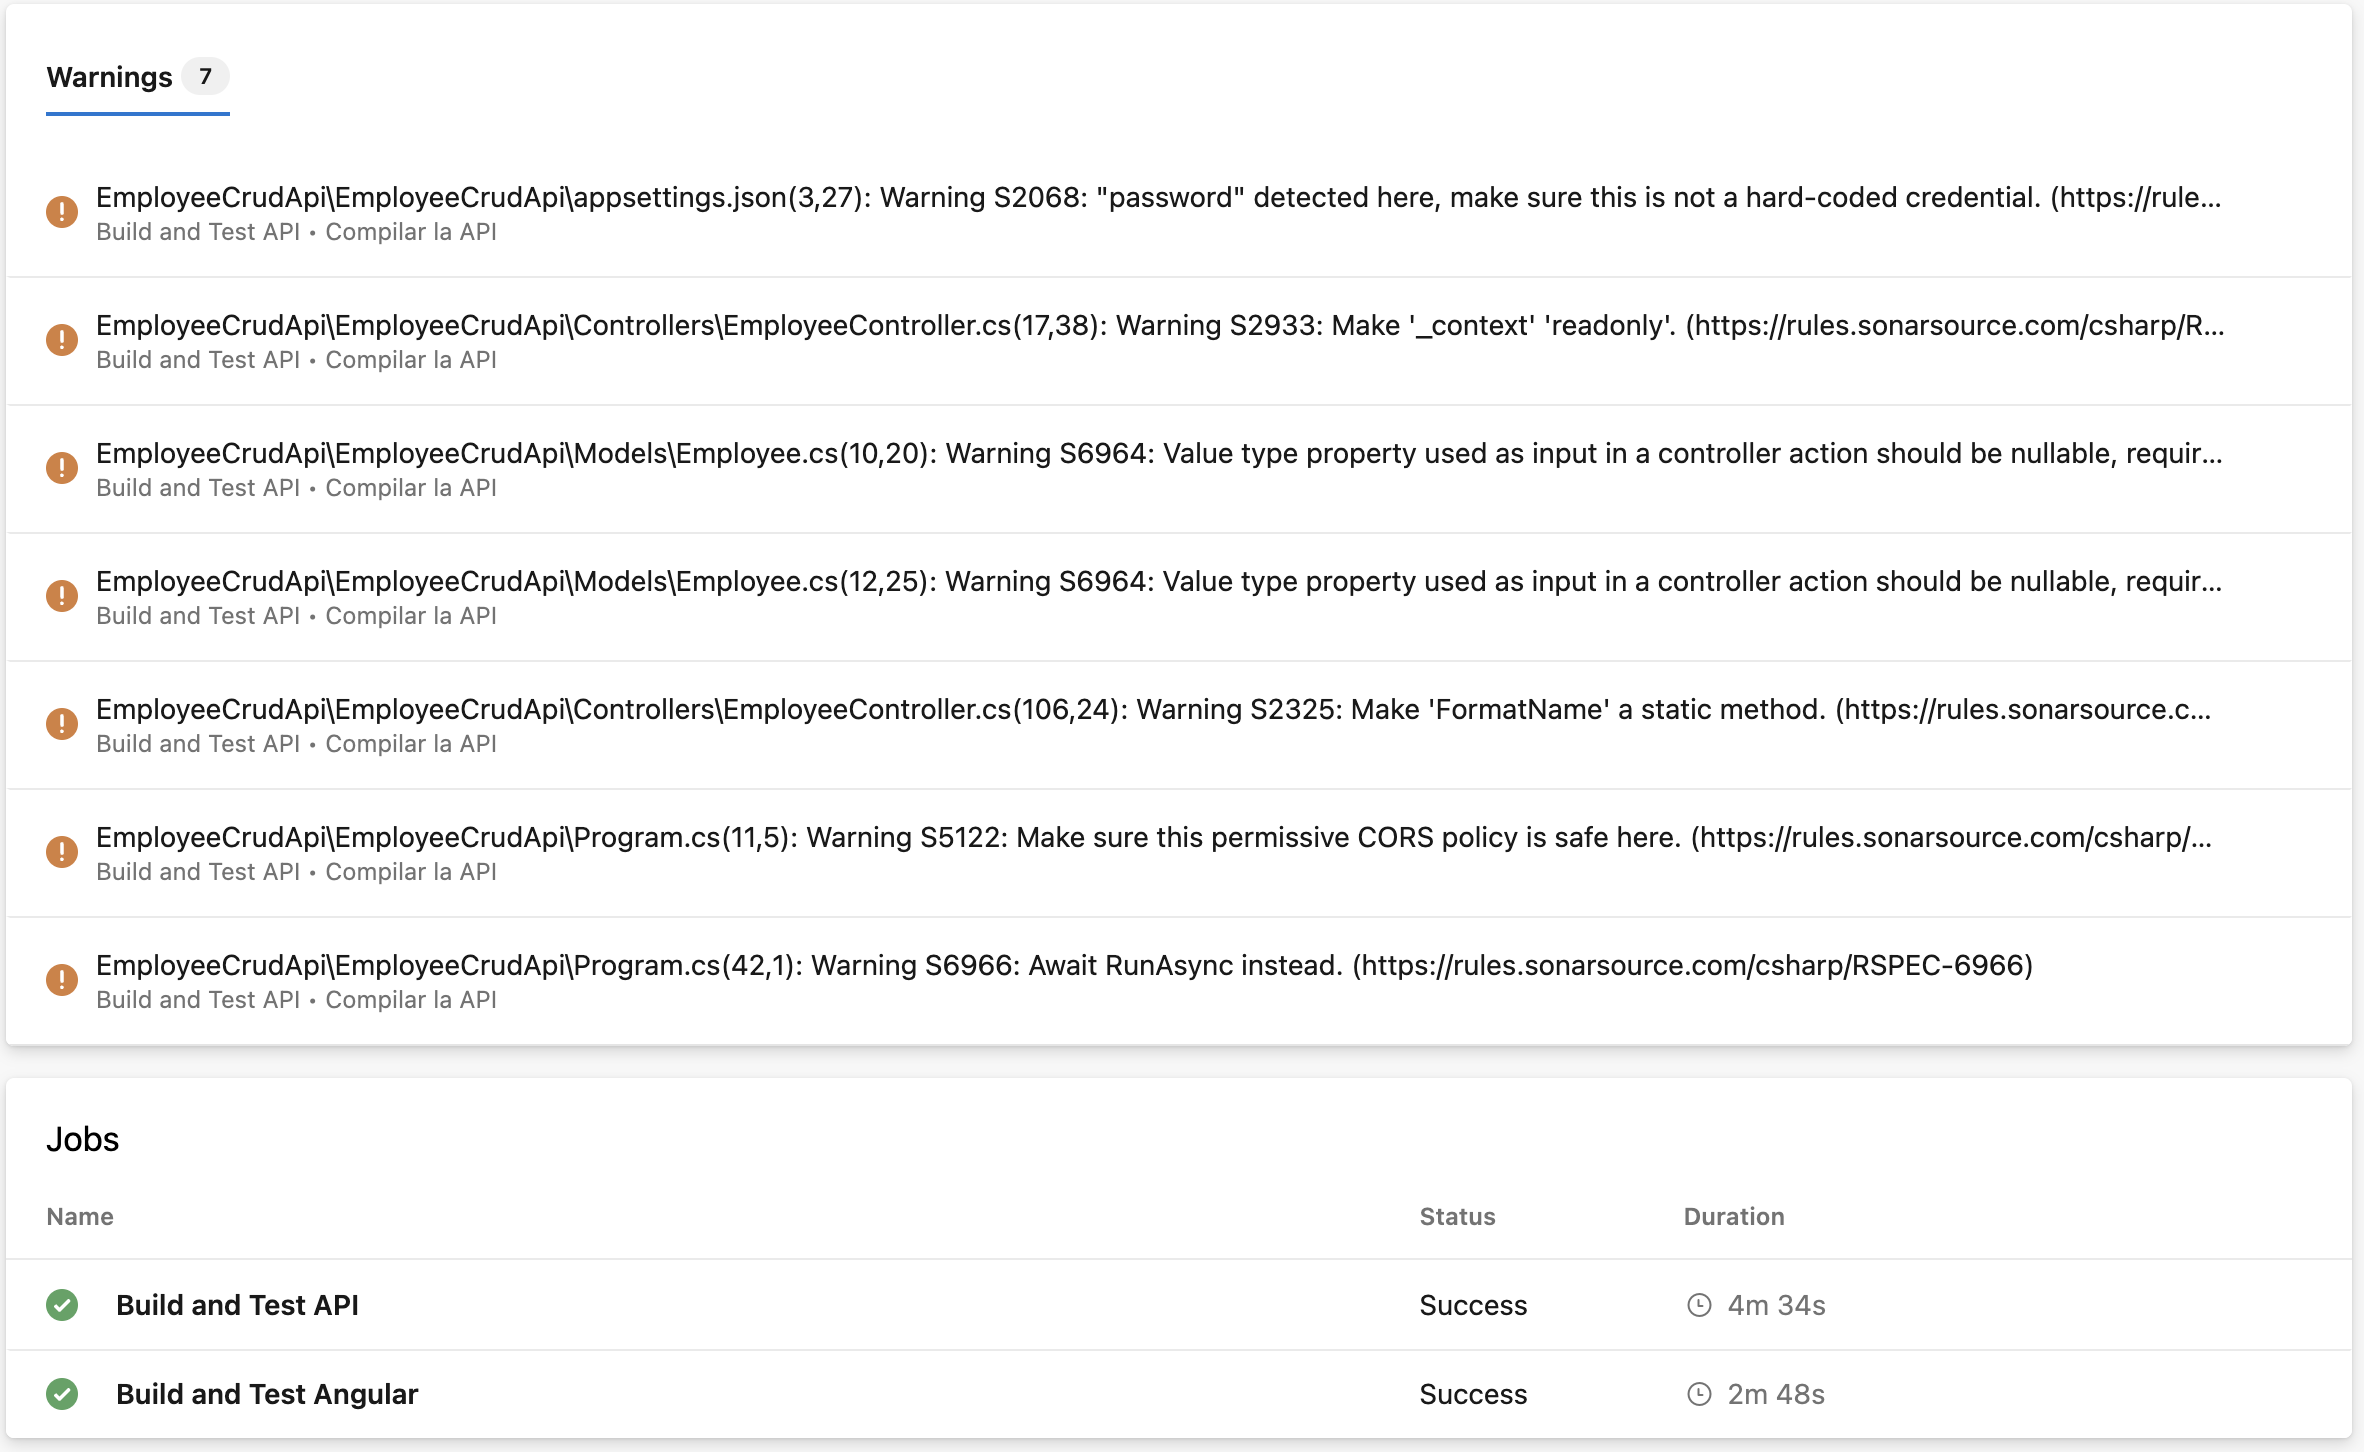 Warnings 7
EmployeeCrudApi\EmployeeCrudApi\appsettings.json(3,27): Warning S2068: "password" detected here, make sure this is not a hard-coded credential. (https://rule...
Build and Test API • Compilar la API
EmployeeCrudApi\EmployeeCrudApi\Controllers\EmployeeController.cs(17,38): Warning S2933: Make '_context' 'readonly'. (https://rules.sonarsource.com/csharp/R...
Build and Test API • Compilar la API
EmployeeCrudApi\EmployeeCrudApi\Models\Employee.cs(10,20): Warning S6964: Value type property used as input in a controller action should be nullable, requir...
Build and Test API • Compilar la API
EmployeeCrudApi\EmployeeCrudApi\Models\Employee.cs(12,25): Warning S6964: Value type property used as input in a controller action should be nullable, requir...
Build and Test API • Compilar la API
EmployeeCrudApi\EmployeeCrudApi\Controllers\EmployeeController.cs(106,24): Warning S2325: Make 'FormatName' a static method. (https://rules.sonarsource.c...
Build and Test API • Compilar la API
EmployeeCrudApi\EmployeeCrudApi\Program.cs(11,5): Warning S5122: Make sure this permissive CORS policy is safe here. (https://rules.sonarsource.com/csharp/...
Build and Test API • Compilar la API
EmployeeCrudApi\EmployeeCrudApi\Program.cs(42,1): Warning S6966: Await RunAsync instead. (https://rules.sonarsource.com/csharp/RSPEC-6966)
Build and Test API • Compilar la API
Jobs
Name Status Duration
Build and Test API Success 4m 34s
Build and Test Angular Success 2m 48s